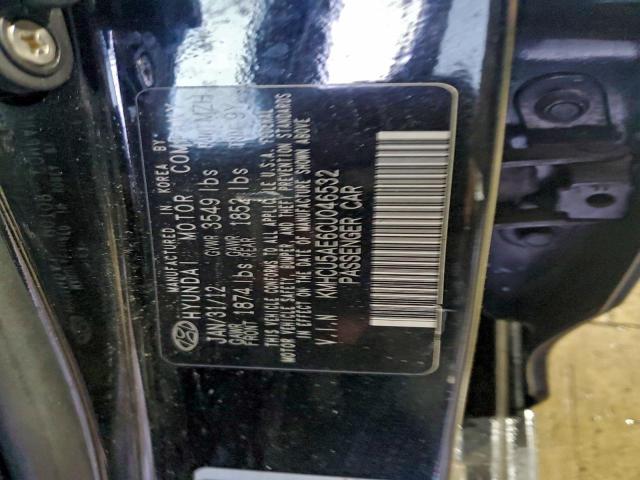 MANUFACTURED IN KOREA BY
HYUNDAI MOTOR COM
JAN/31/12 GVWR 3549 lbs
GAWR FRONT 1874 lbs GAWR REAR 1852 lbs
THIS VEHICLE CONFORMS TO ALL APPLICABLE U.S.A FEDERAL
MOTOR VEHICLE SAFETY, BUMPER, AND THEFT PREVENTION STANDARDS
IN EFFECT ON THE DATE OF MANUFACTURE SHOWN ABOVE.
V.I.N KMHCU5AE6CU046532
PASSENGER CAR